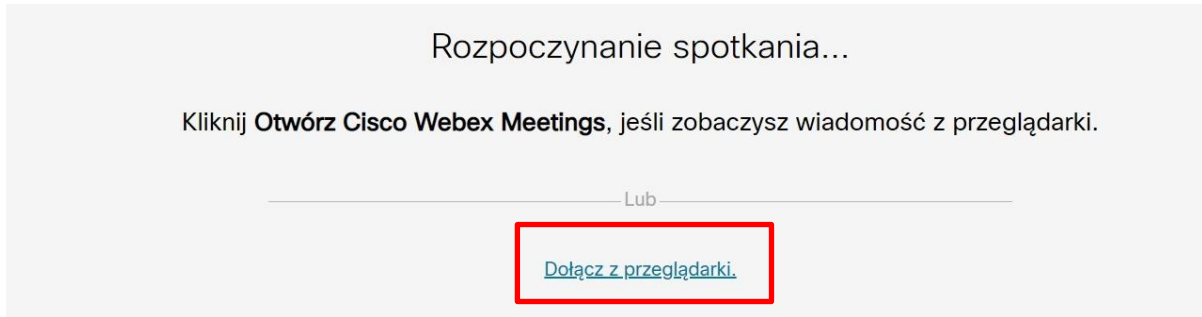 Rozpoczynanie spotkania...
Kliknij Otwórz Cisco Webex Meetings, jeśli zobaczysz wiadomość z przeglądarki.
Lub
Dołącz z przeglądarki.